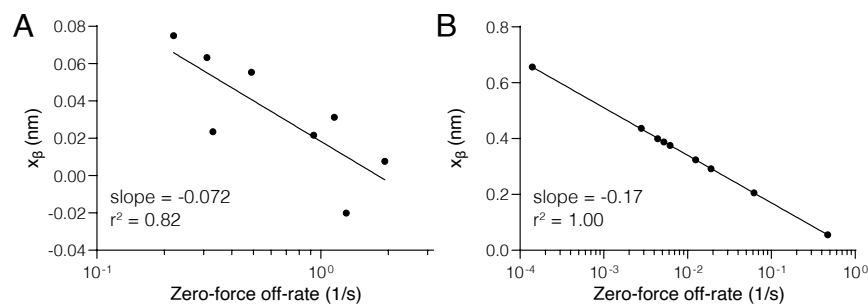 A
0.08
0.06
0.04
0.02
0.00
-0.02
-0.04
xβ (nm)
slope = -0.072
r² = 0.82
10⁻¹
10⁰
Zero-force off-rate (1/s)
B
0.8
0.6
0.4
0.2
0.0
xβ (nm)
slope = -0.17
r² = 1.00
10⁻⁴
10⁻³
10⁻²
10⁻¹
10⁰
Zero-force off-rate (1/s)